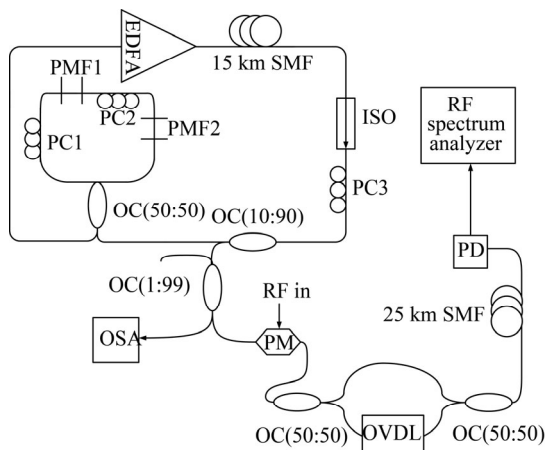 EDFA
15 km SMF
PMF1
PC2
PMF2
PC1
ISO
RF
spectrum
analyzer
PC3
OC(50:50)
OC(10:90)
PD
OC(1:99)
RF in
25 km SMF
OSA
PM
OC(50:50)
OVDL
OC(50:50)